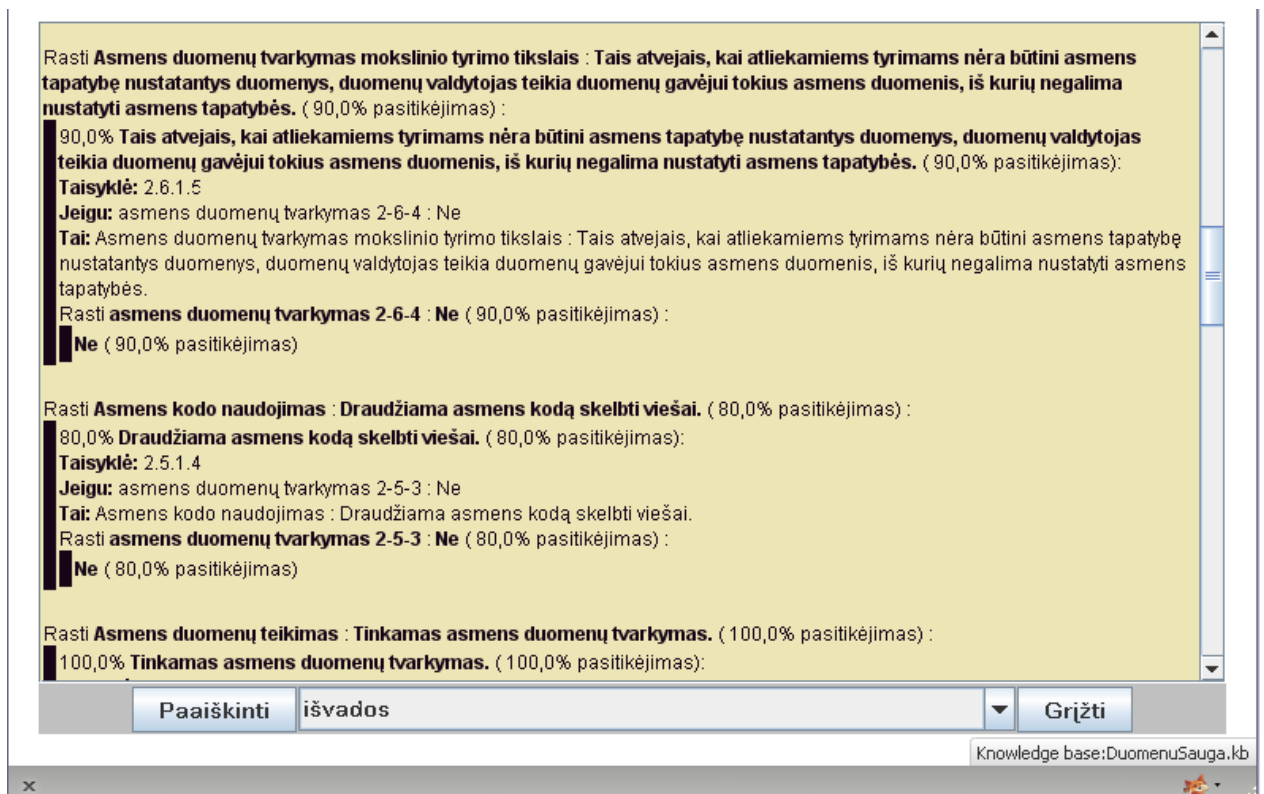 Rasti Asmens duomenų tvarkymas mokslinio tyrimo tikslais : Tais atvejais, kai atliekamiems tyrimams nėra būtini asmens
tapatybę nustatantys duomenys, duomenų valdytojas teikia duomenų gavėjui tokius asmens duomenis, iš kurių negalima
nustatyti asmens tapatybės. ( 90,0% pasitikėjimas) :
90,0% Tais atvejais, kai atliekamiems tyrimams nėra būtini asmens tapatybę nustatantys duomenys, duomenų valdytojas
teikia duomenų gavėjui tokius asmens duomenis, iš kurių negalima nustatyti asmens tapatybės. ( 90,0% pasitikėjimas):
Taisyklė: 2.6.1.5
Jeigu: asmens duomenų tvarkymas 2-6-4 : Ne
Tai: Asmens duomenų tvarkymas mokslinio tyrimo tikslais : Tais atvejais, kai atliekamiems tyrimams nėra būtini asmens tapatybę
nustatantys duomenys, duomenų valdytojas teikia duomenų gavėjui tokius asmens duomenis, iš kurių negalima nustatyti asmens
tapatybės.
Rasti asmens duomenų tvarkymas 2-6-4 : Ne ( 90,0% pasitikėjimas) :
Ne ( 90,0% pasitikėjimas)
Rasti Asmens kodo naudojimas : Draudžiama asmens kodą skelbti viešai. ( 80,0% pasitikėjimas) :
80,0% Draudžiama asmens kodą skelbti viešai. ( 80,0% pasitikėjimas):
Taisyklė: 2.5.1.4
Jeigu: asmens duomenų tvarkymas 2-5-3 : Ne
Tai: Asmens kodo naudojimas : Draudžiama asmens kodą skelbti viešai.
Rasti asmens duomenų tvarkymas 2-5-3 : Ne ( 80,0% pasitikėjimas) :
Ne ( 80,0% pasitikėjimas)
Rasti Asmens duomenų teikimas : Tinkamas asmens duomenų tvarkymas. ( 100,0% pasitikėjimas) :
100,0% Tinkamas asmens duomenų tvarkymas. ( 100,0% pasitikėjimas):
Paaiškinti išvados Grįžti
Knowledge base:DuomenuSauga.kb
x